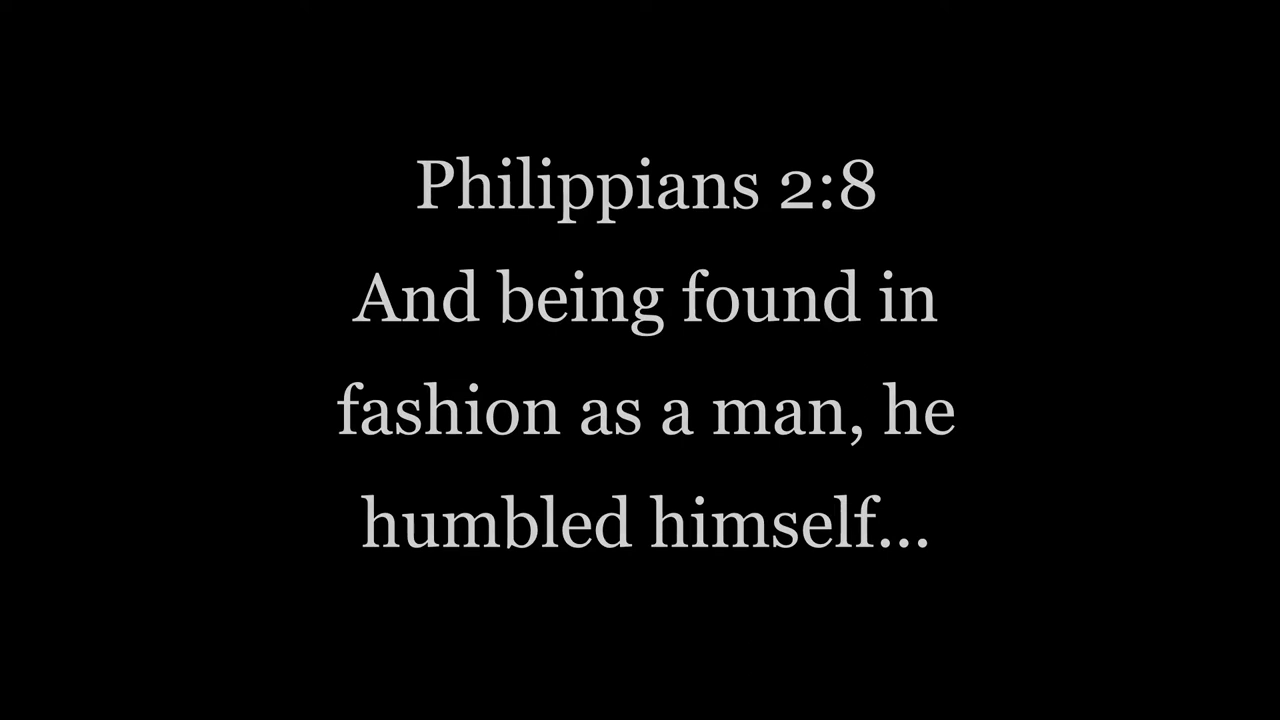 Philippians 2:8
And being found in
fashion as a man, he
humbled himself...